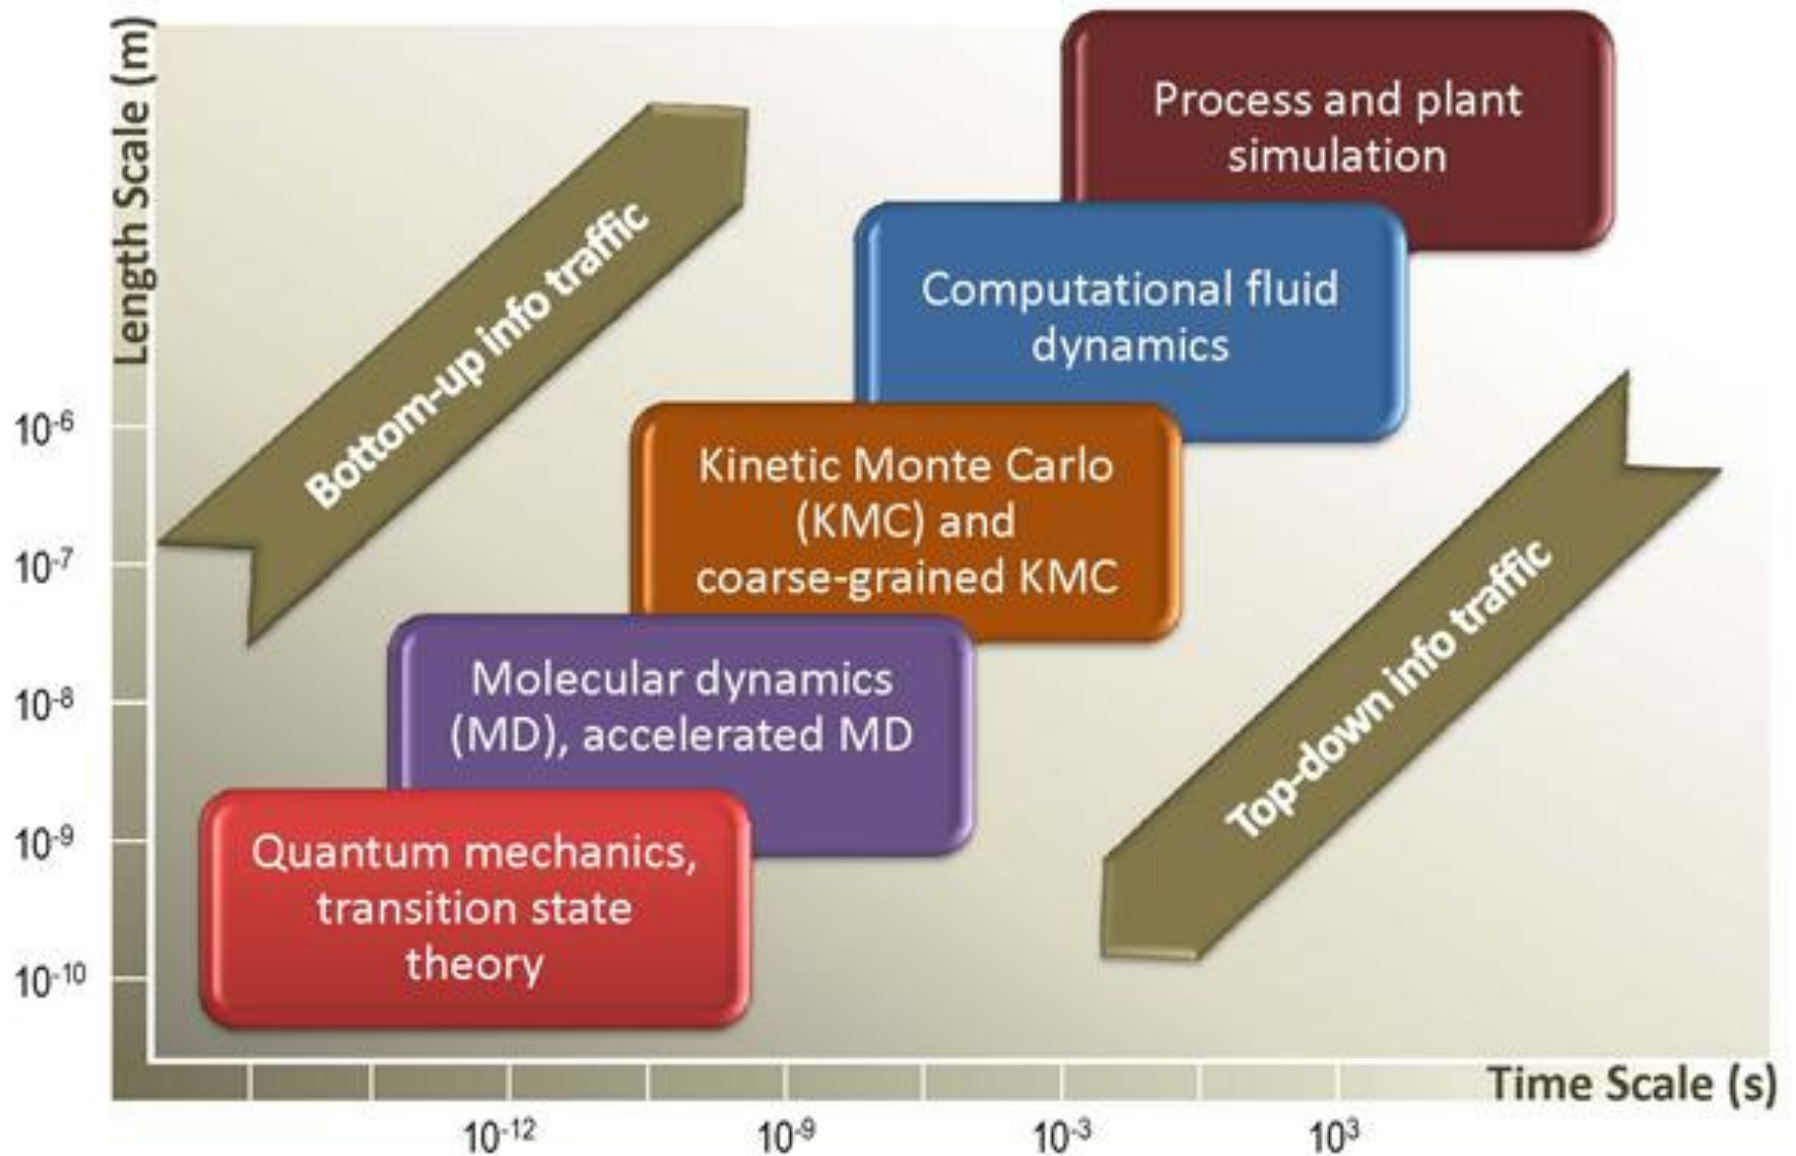 Length Scale (m)
Process and plant
simulation
Bottom-up info traffic
Computational fluid
dynamics
10-6
Kinetic Monte Carlo
(KMC) and
coarse-grained KMC
10-7
Top-down info traffic
Molecular dynamics
(MD), accelerated MD
10-8
10-9
Quantum mechanics,
transition state
theory
10-10
Time Scale (s)
10-12
10-9
10-3
103